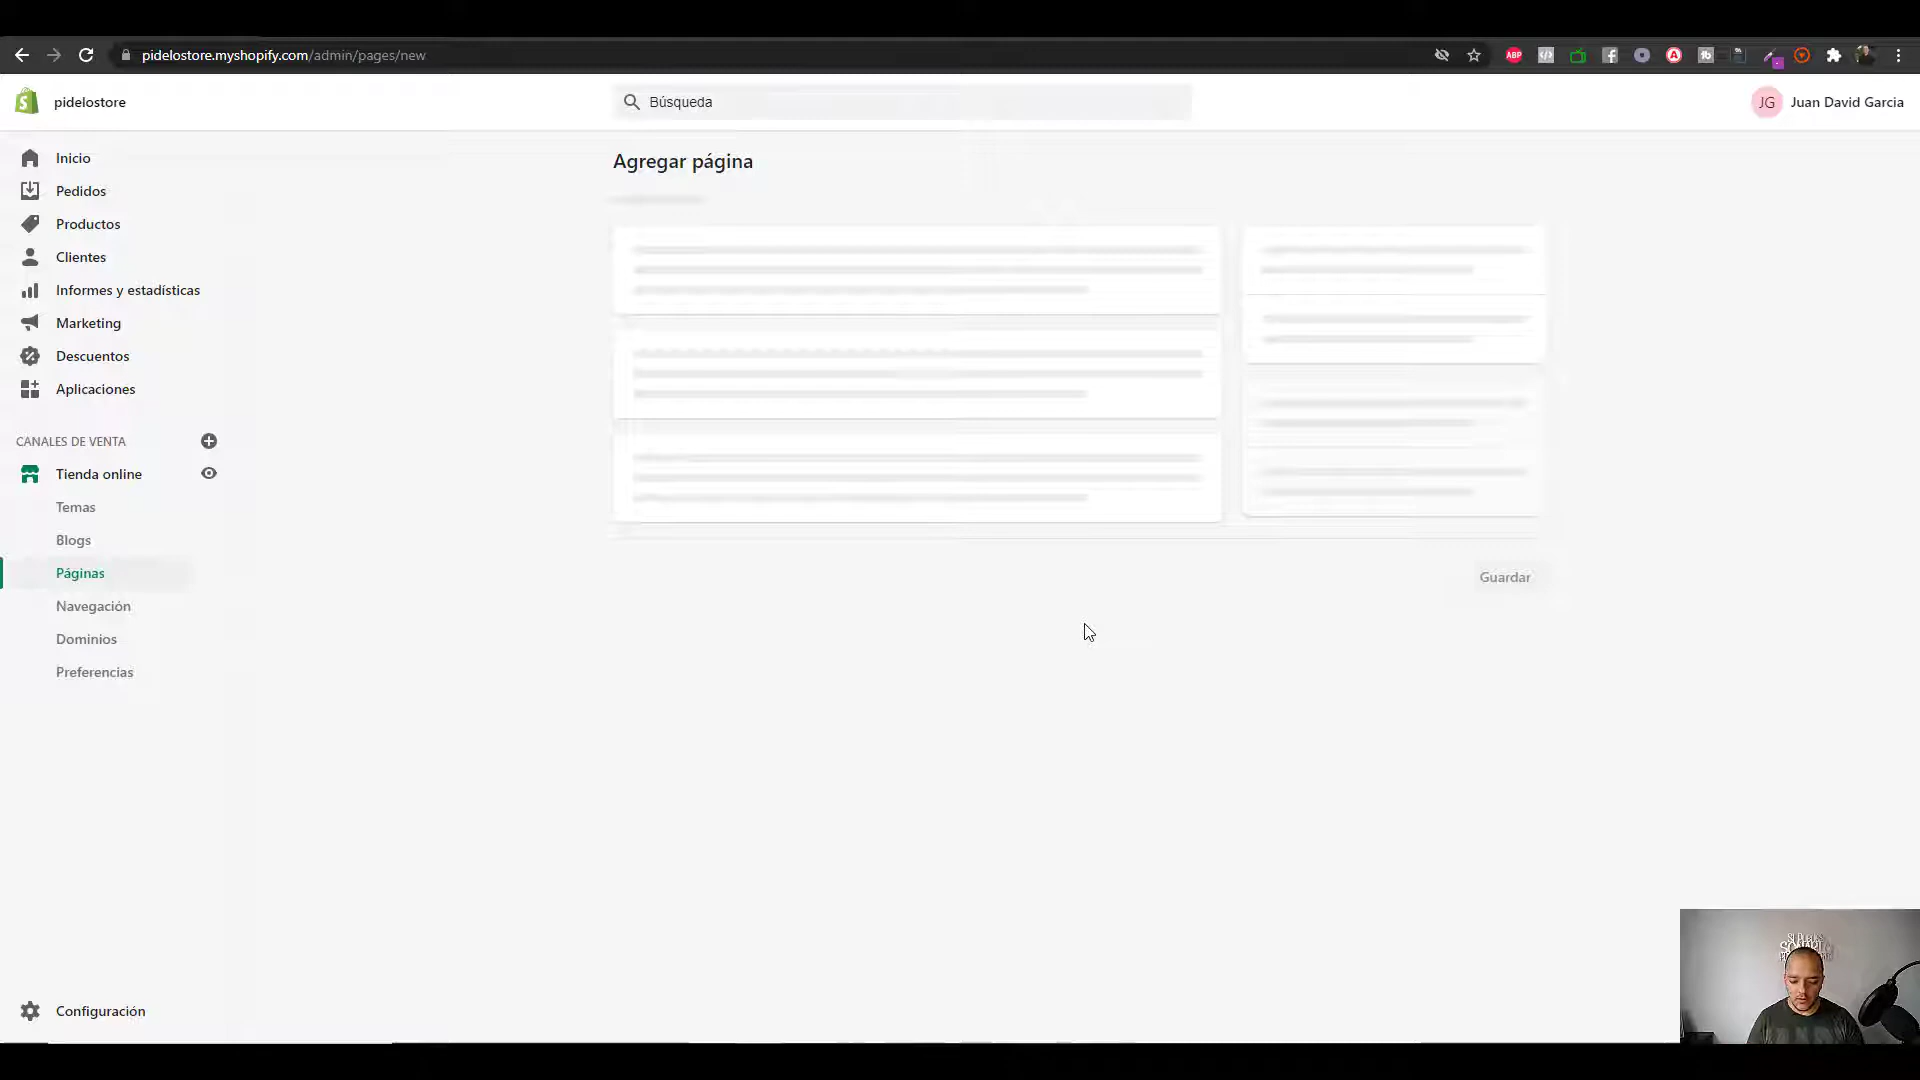 pidelostore.myshopify.com/admin/pages/new
ABP
pidelostore
Búsqueda
JG
Juan David Garcia
Inicio
Agregar página
Pedidos
Productos
Clientes
Informes y estadísticas
Marketing
Descuentos
Aplicaciones
CANALES DE VENTA
Tienda online
Temas
Blogs
Páginas
Guardar
Navegación
Dominios
Preferencias
Configuración